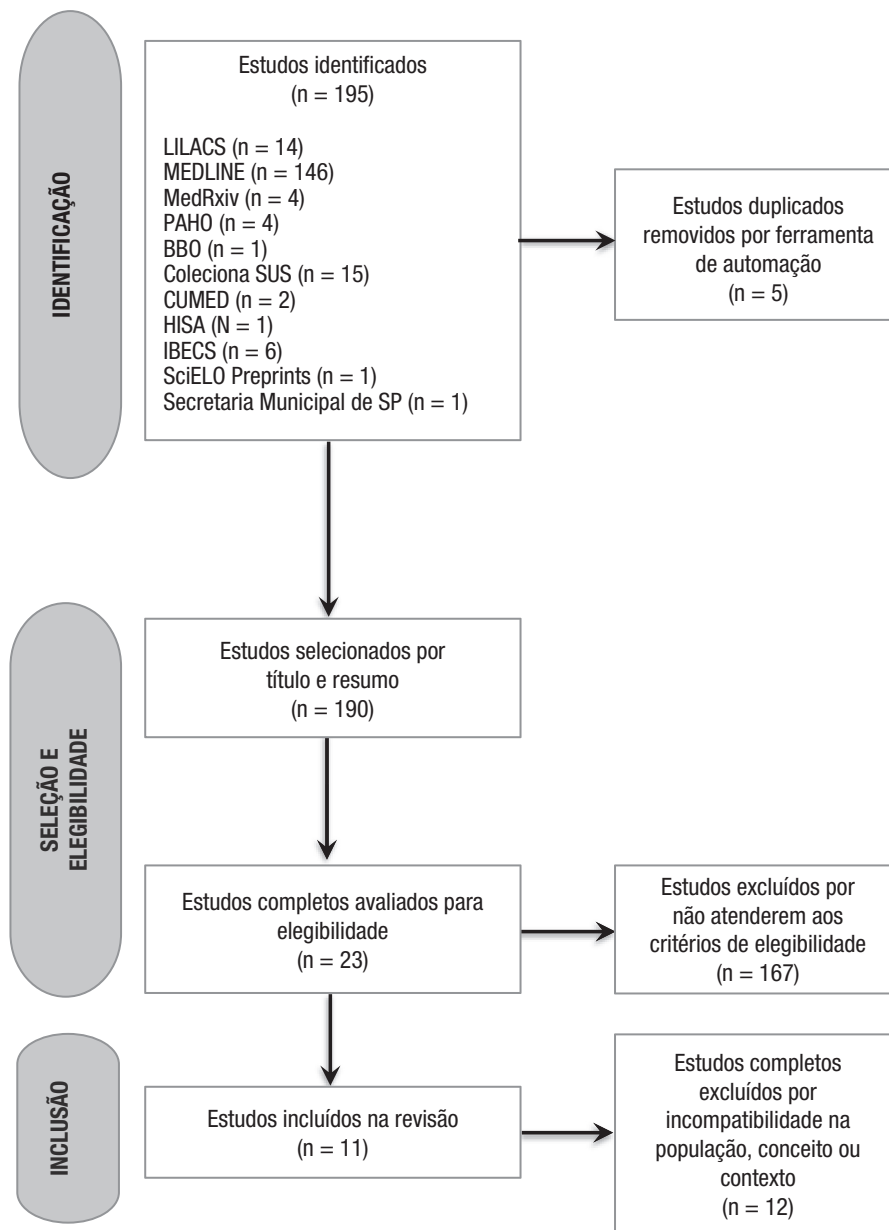 IDENTIFICAÇÃO
Estudos identificados
(n = 195)
LILACS (n = 14)
MEDLINE (n = 146)
MedRxiv (n = 4)
PAHO (n = 4)
BBO (n = 1)
Coleciona SUS (n = 15)
CUMED (n = 2)
HISA (N = 1)
IBECS (n = 6)
SciELO Preprints (n = 1)
Secretaria Municipal de SP (n = 1)
Estudos duplicados
removidos por ferramenta
de automação
(n = 5)
SELEÇÃO E
ELEGIBILIDADE
Estudos selecionados por
título e resumo
(n = 190)
Estudos completos avaliados para
elegibilidade
(n = 23)
Estudos excluídos por
não atenderem aos
critérios de elegibilidade
(n = 167)
INCLUSÃO
Estudos incluídos na revisão
(n = 11)
Estudos completos
excluídos por
incompatibilidade na
população, conceito ou
contexto
(n = 12)